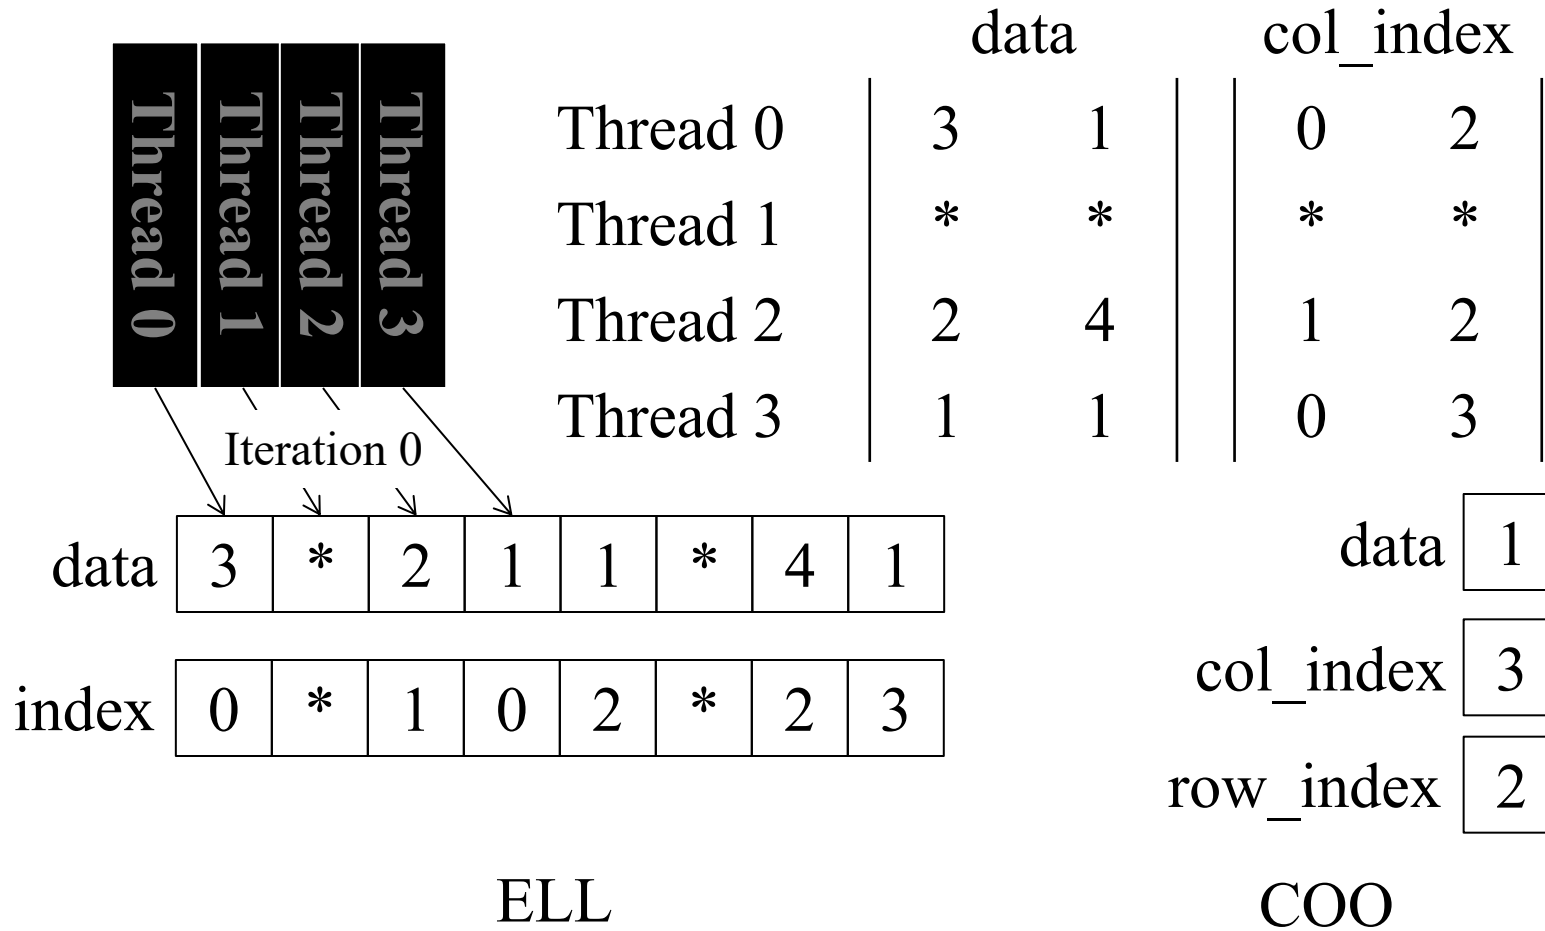 data col_index
Thread 0 3 1 0 2
Thread 1 * * * *
Thread 2 2 4 1 2
Thread 3 1 1 0 3
Thread 0
Thread 1
Thread 2
Thread 3
Iteration 0
data 3 * 2 1 1 * 4 1
index 0 * 1 0 2 * 2 3
ELL
data 1
col_index 3
row_index 2
COO